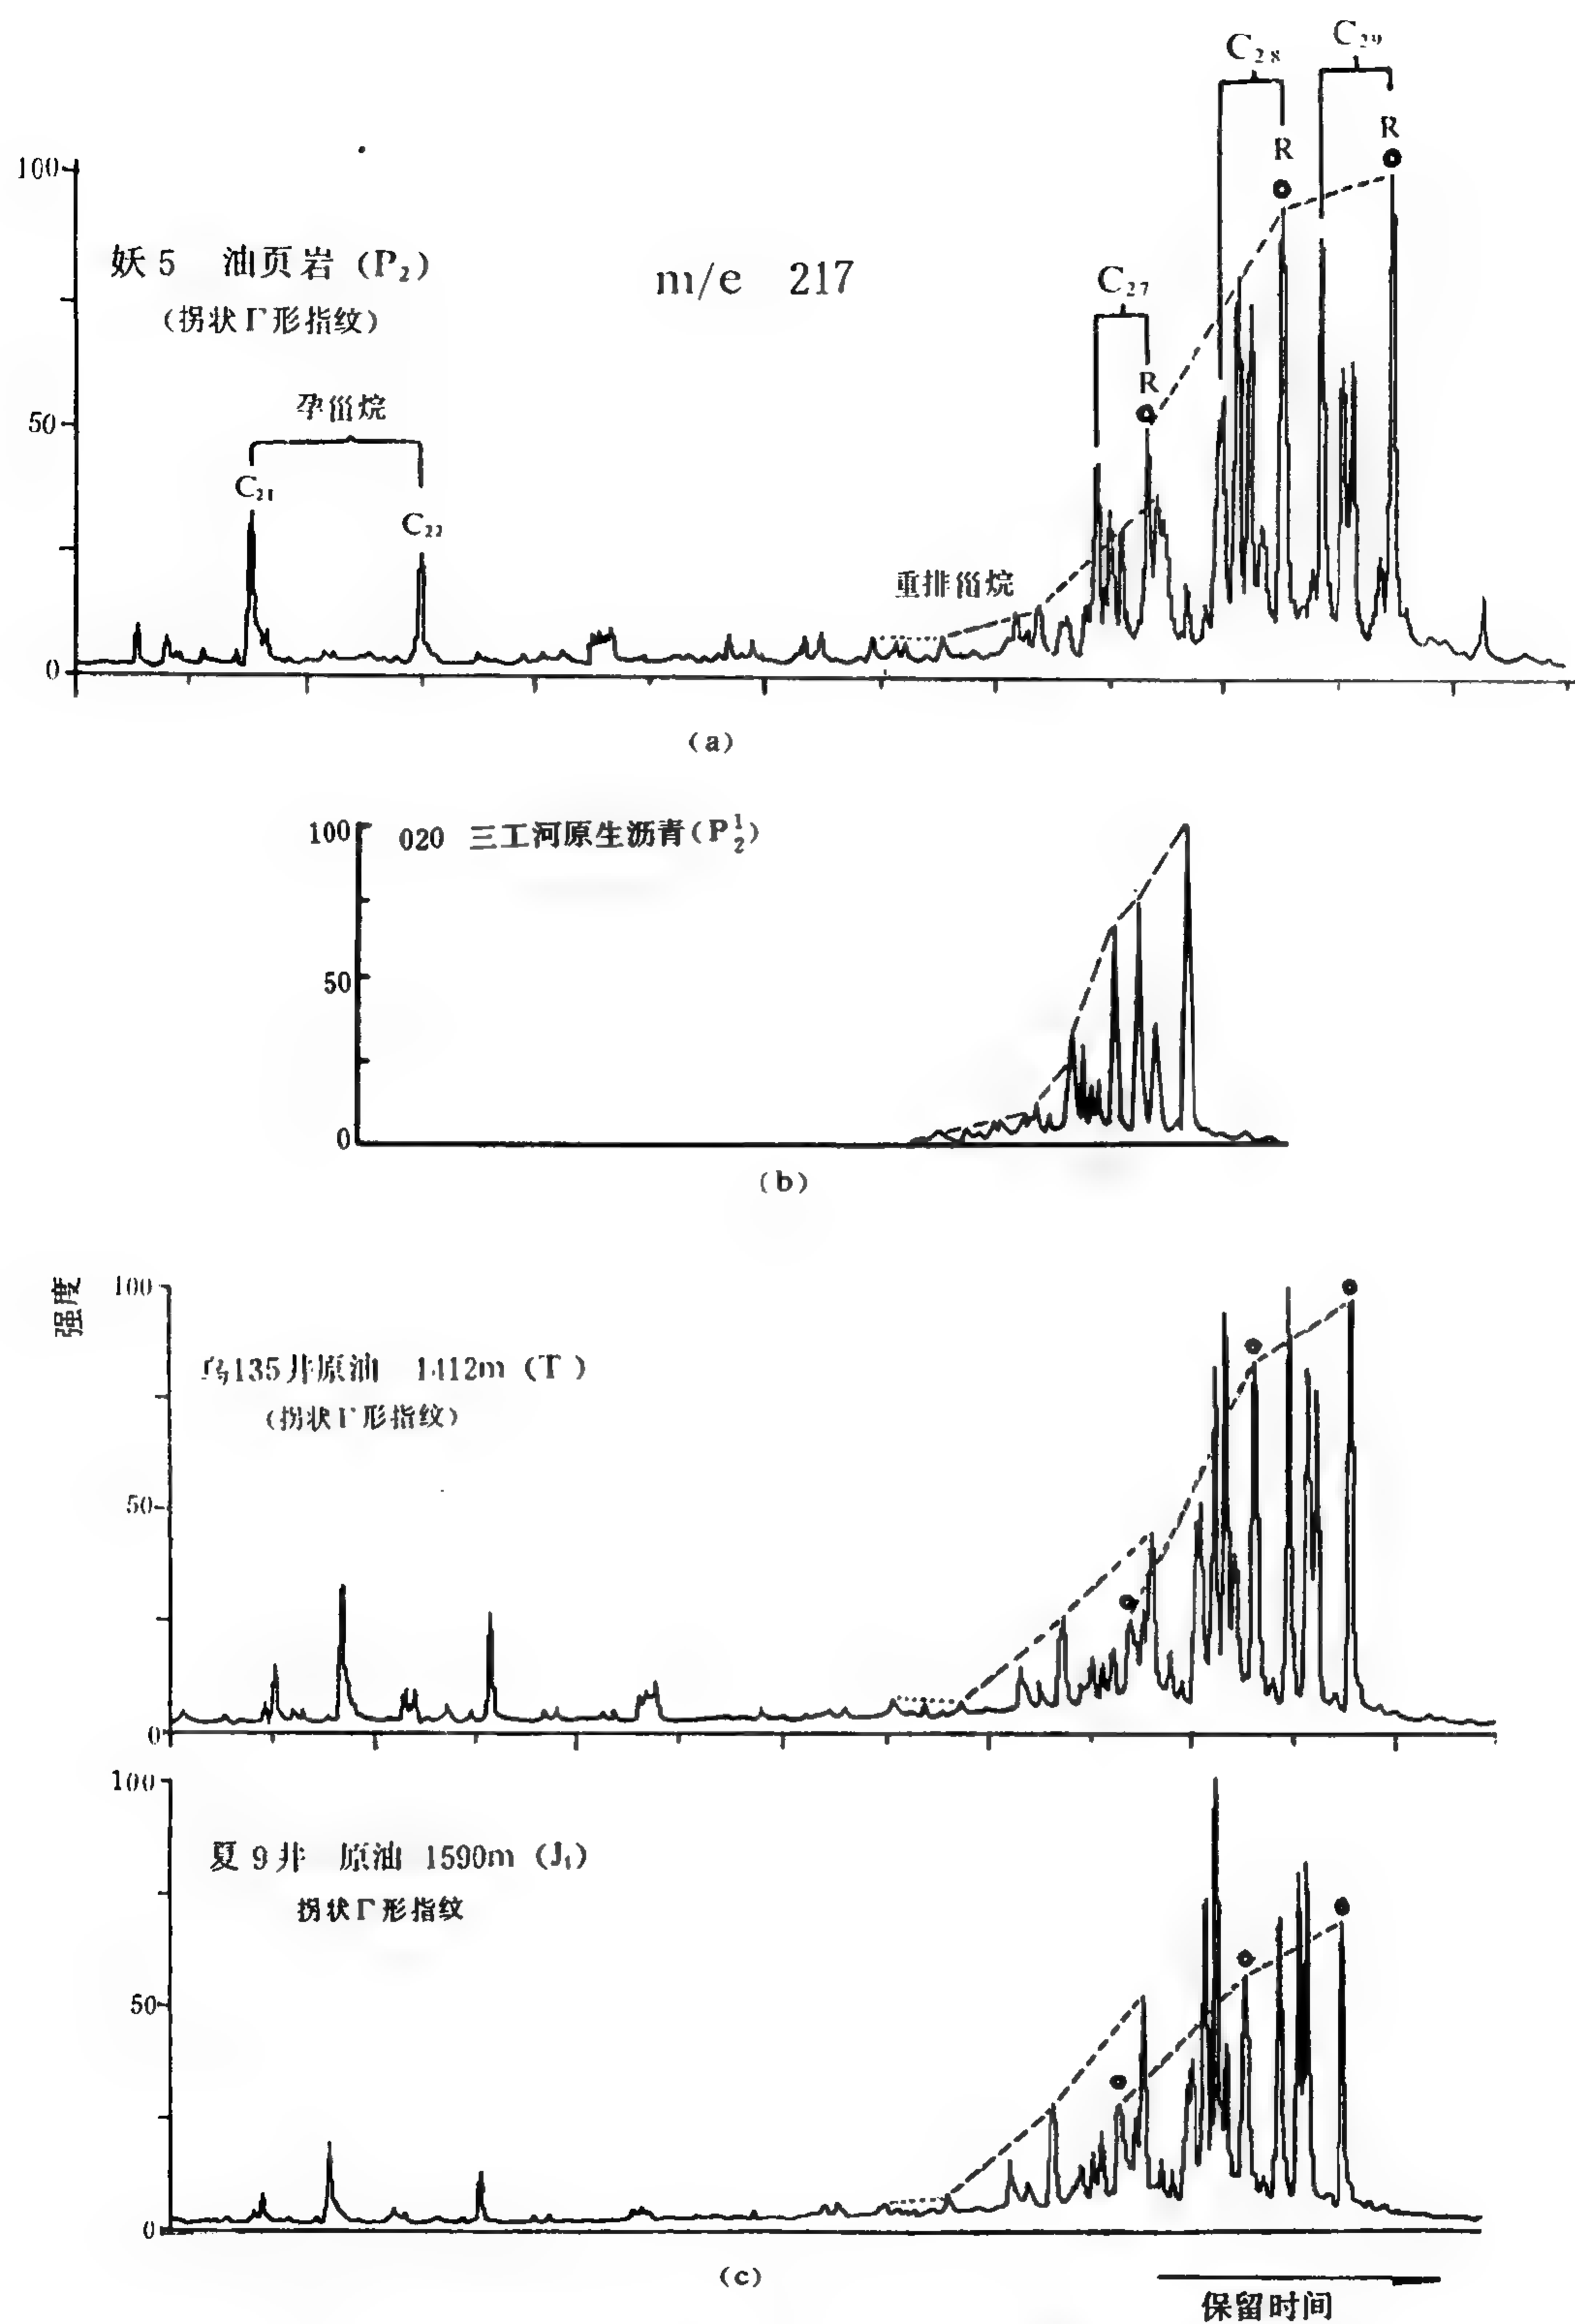 C₂₈ C₂₉
R R
100
妖5 油页岩(P₂) m/e 217
(拐状Γ形指纹)
C₂₇
R
孕甾烷
50
C₂₁
C₂₂
重排甾烷
0
(a)
100 020 三工河原生沥青(P₂¹)
50
0
(b)
强度
100
乌135井原油 1412m (T )
(拐状Γ形指纹)
50
0
100
夏9井 原油 1590m (J₁)
拐状Γ形指纹
50
0
(c)
保留时间